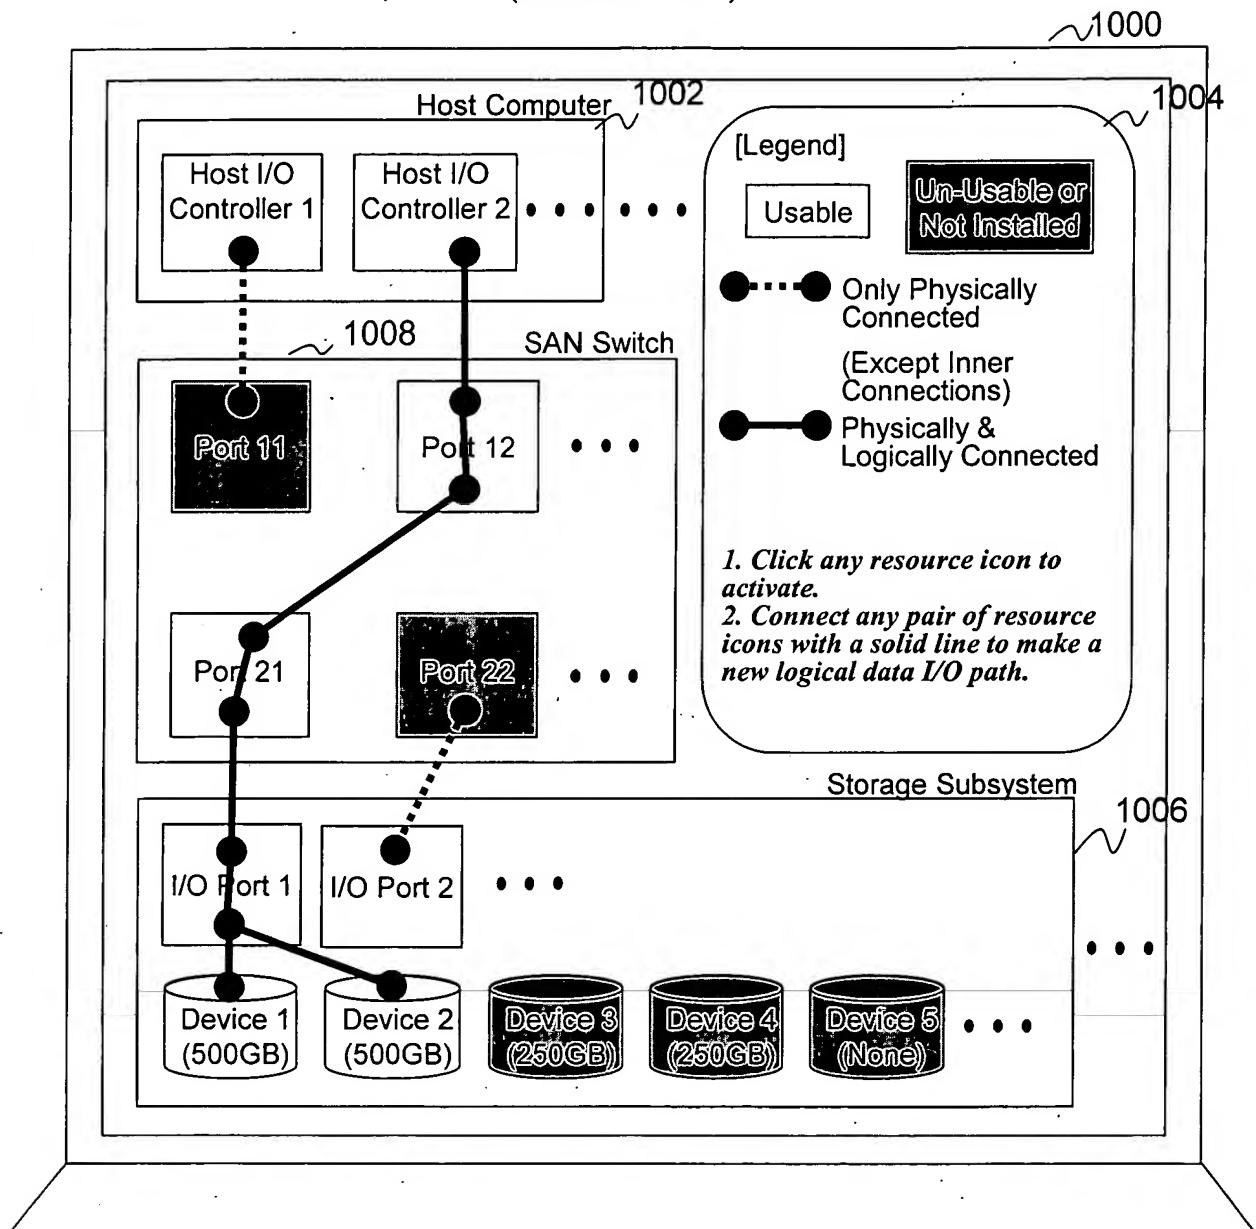 1000
Host Computer
1002
1004
Host I/O
Controller 1
Host I/O
Controller 2
[Legend]
Usable
Un-Usable or
Not Installed
Only Physically
Connected
(Except Inner
Connections)
Physically &
Logically Connected
1. Click any resource icon to
activate.
2. Connect any pair of resource
icons with a solid line to make a
new logical data I/O path.
1008
SAN Switch
Port 11
Port 12
Port 21
Port 22
Storage Subsystem
1006
I/O Port 1
I/O Port 2
Device 1
(500GB)
Device 2
(500GB)
Device 3
(250GB)
Device 4
(250GB)
Device 5
(None)